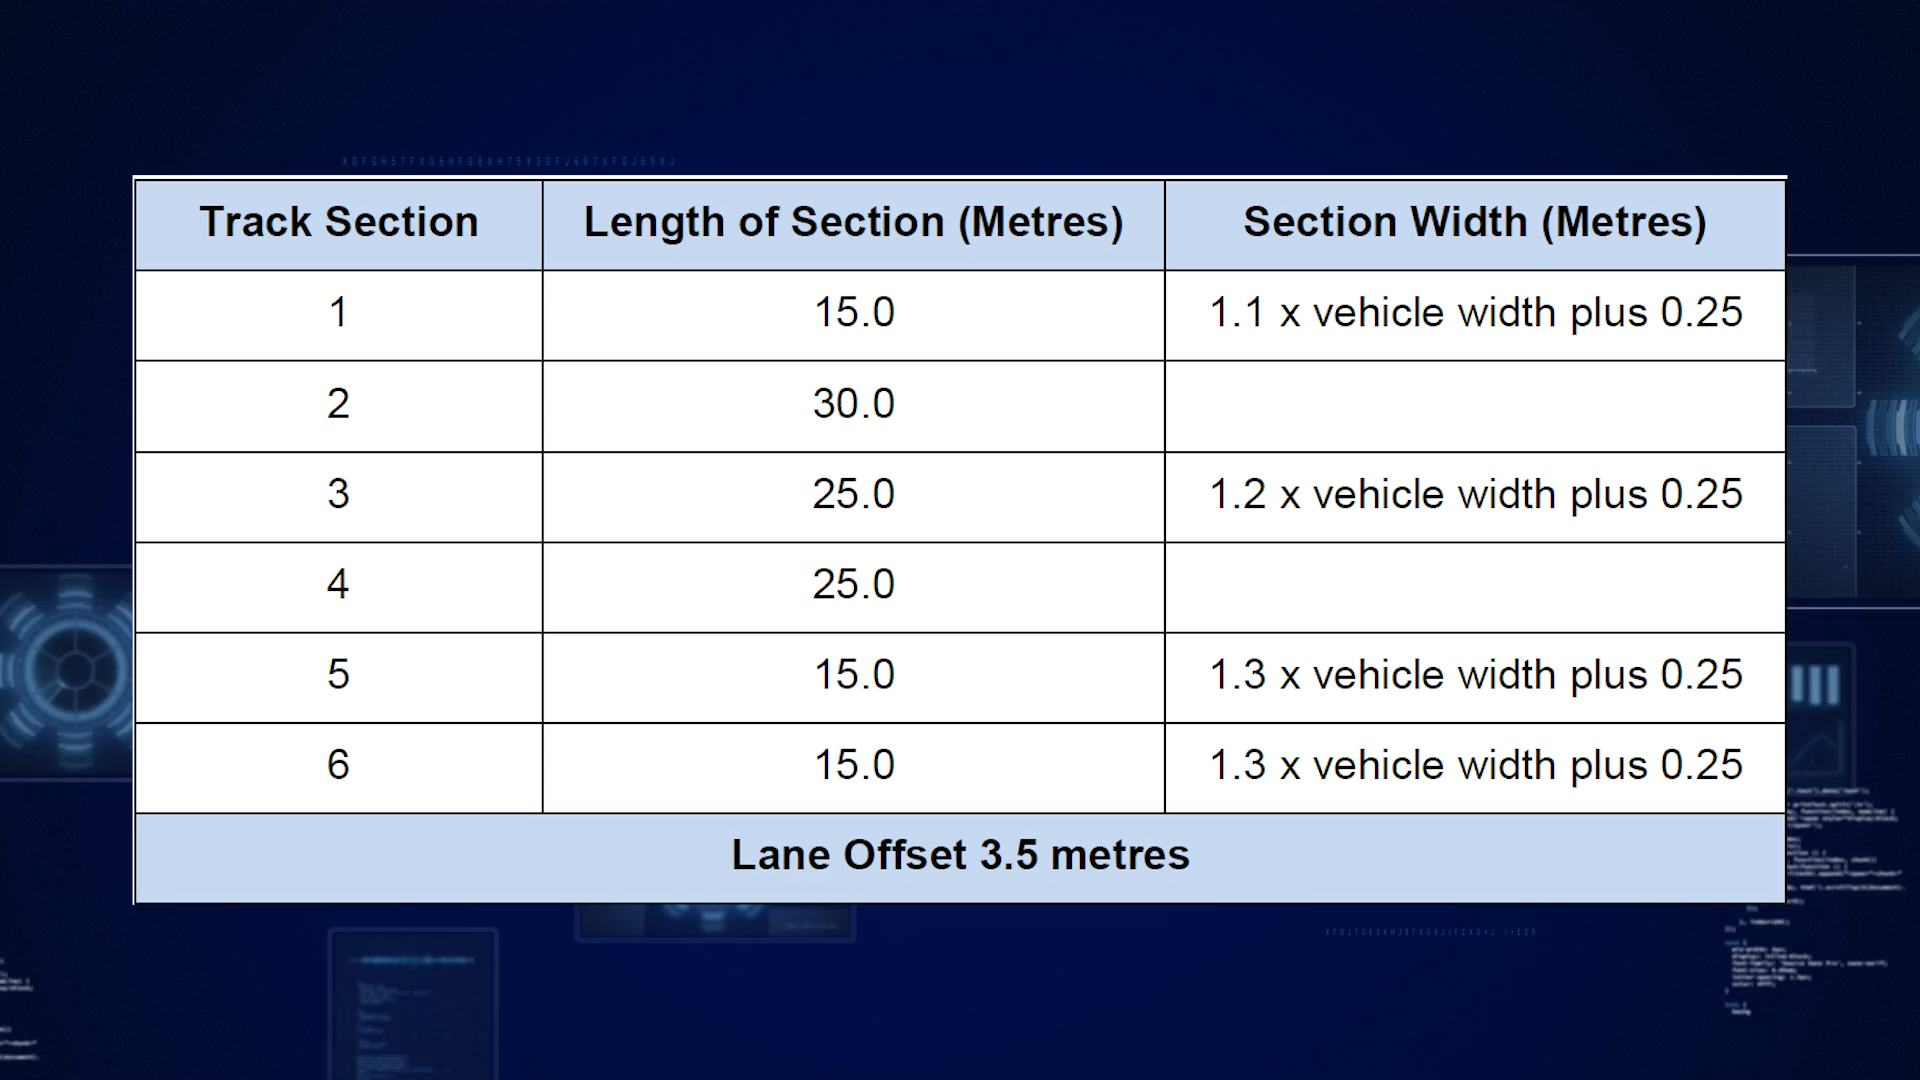 Track Section Length of Section (Metres) Section Width (Metres)
1 15.0 1.1 x vehicle width plus 0.25
2 30.0
3 25.0 1.2 x vehicle width plus 0.25
4 25.0
5 15.0 1.3 x vehicle width plus 0.25
6 15.0 1.3 x vehicle width plus 0.25
Lane Offset 3.5 metres